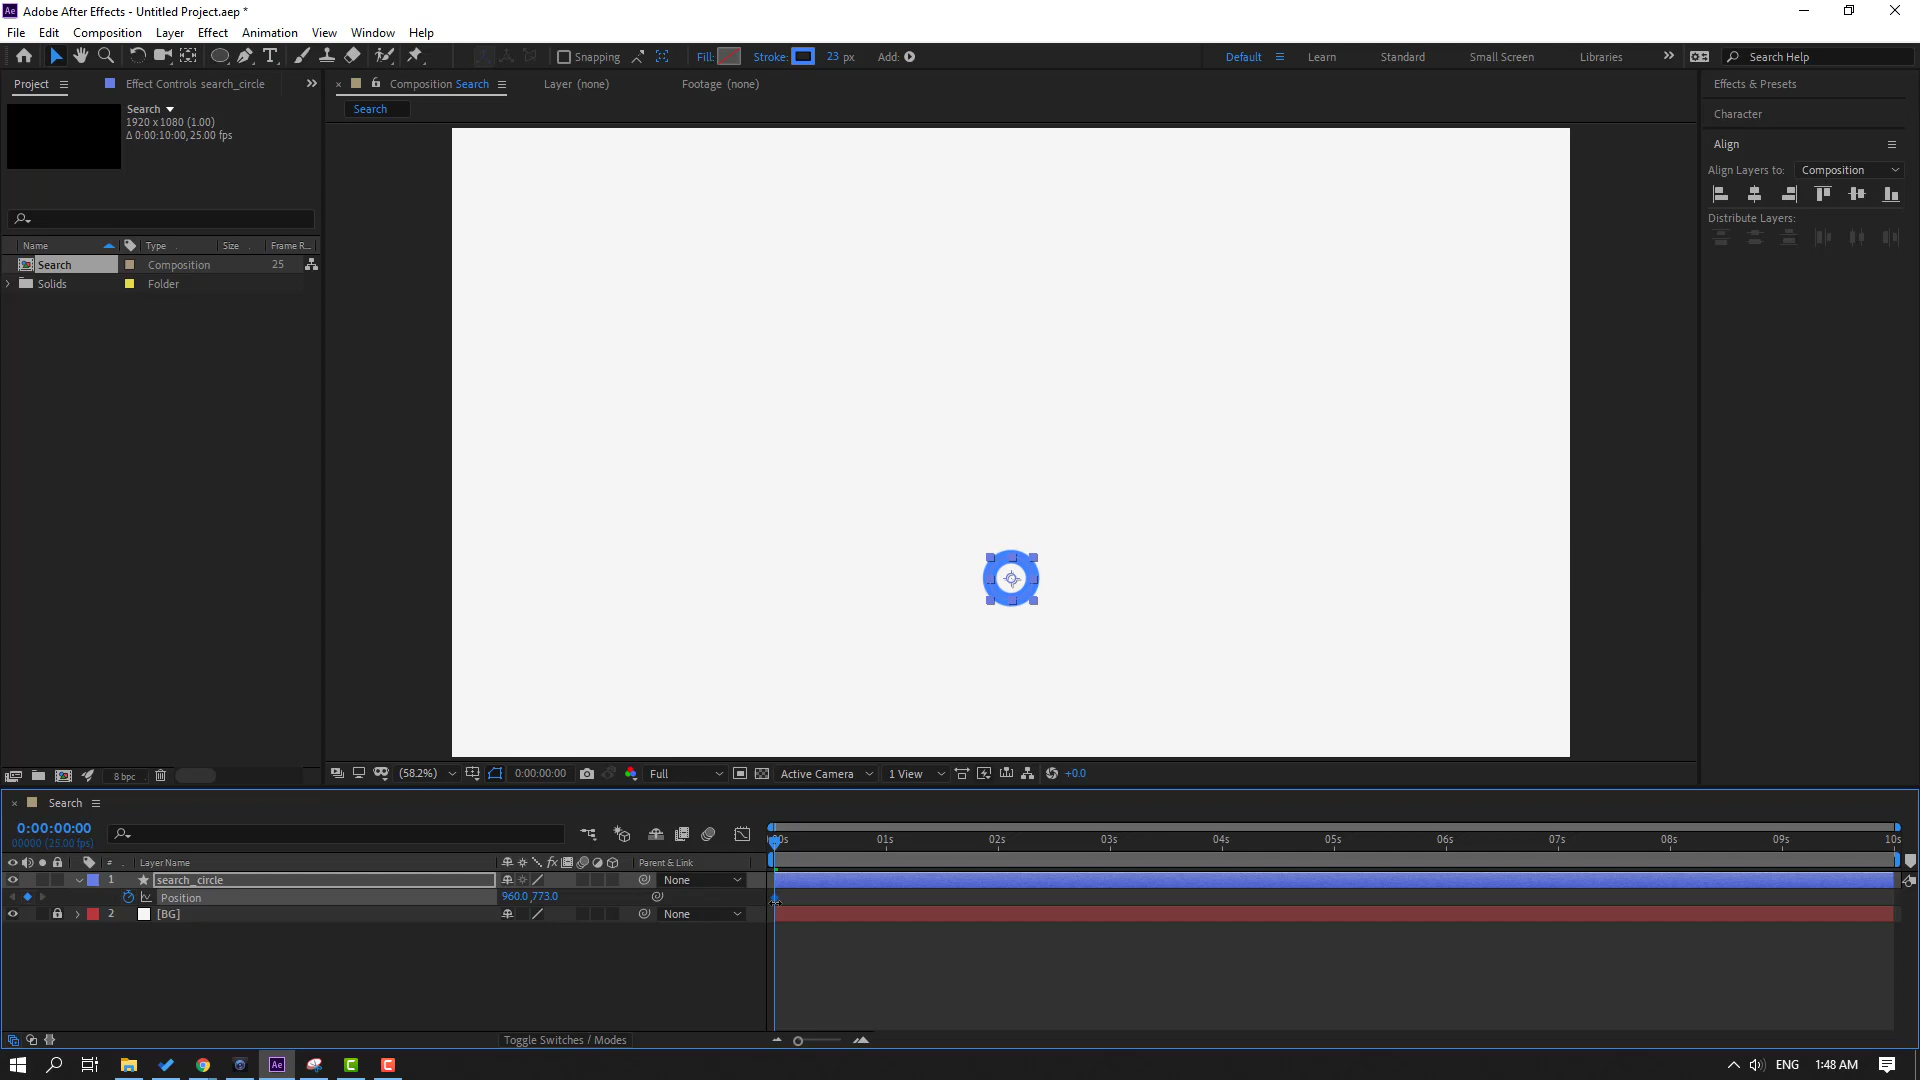 Adobe After Effects - Untitled Project.aep *
File Edit Composition Layer Effect Animation View Window Help
Snapping Fill: Stroke: 23 px Add: Default Learn Standard Small Screen Libraries Search Help
Project Effect Controls search_circle Composition Search Layer (none) Footage (none) Effects & Presets
Search
1920 x 1080 (1.00)
Δ 0:00:10:00, 25.00 fps
Search
Character
Align
Align Layers to: Composition
Distribute Layers:
Name Type Size Frame R...
Search Composition 25
Solids Folder
8 bpc (58.2%) 0:00:00:00 Full Active Camera 1 View +0.0
Search
0:00:00:00
00000 (25.00 fps)
00s 01s 02s 03s 04s 05s 06s 07s 08s 09s 10s
# Layer Name Parent & Link
1 search_circle None
Position 960.0,773.0
2 [BG] None
Toggle Switches / Modes
ENG 1:48 AM